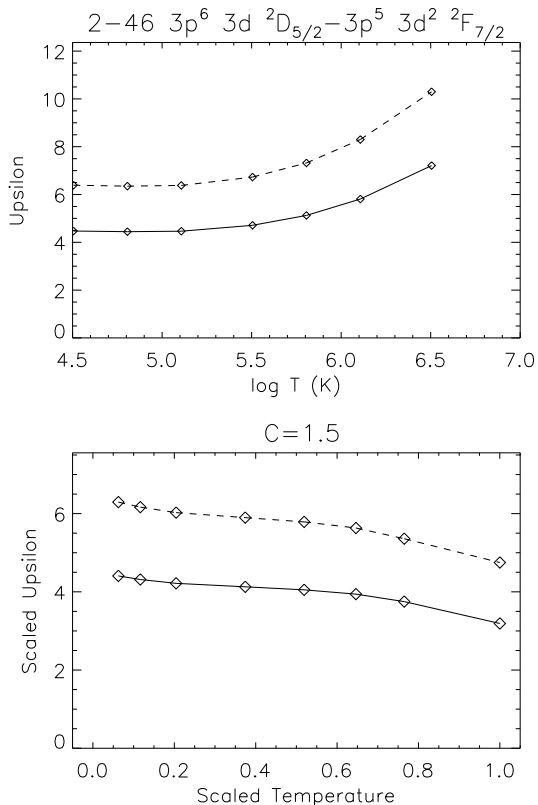 2−46 3p⁶ 3d ²D₅/₂−3p⁵ 3d² ²F₇/₂
12
10
8
6
4
2
0
Upsilon
4.5 5.0 5.5 6.0 6.5 7.0
log T (K)
C=1.5
6
4
2
0
Scaled Upsilon
0.0 0.2 0.4 0.6 0.8 1.0
Scaled Temperature